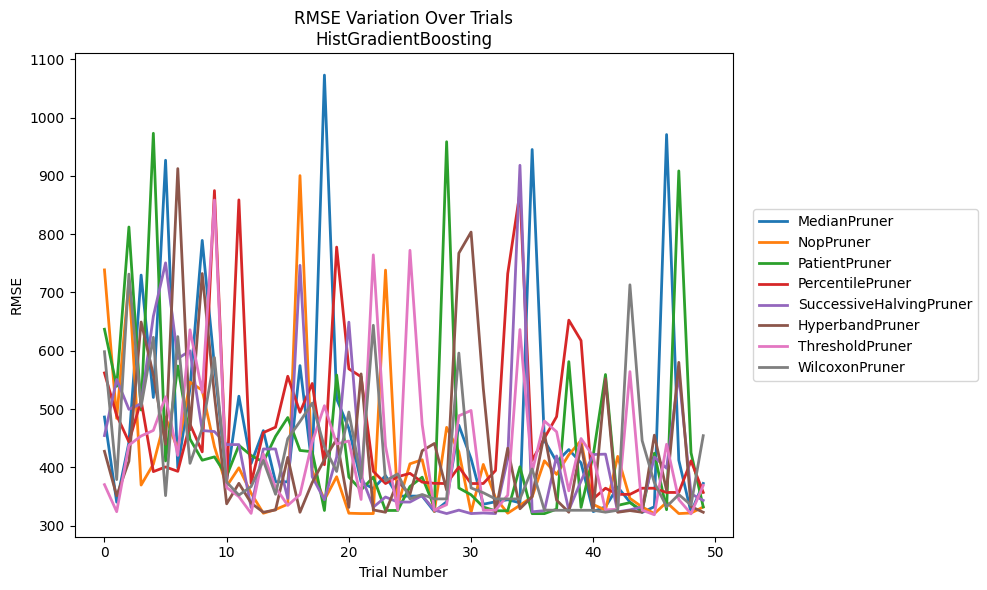 RMSE Variation Over Trials
HistGradientBoosting
1100
1000
900
800
700
600
500
400
300
RMSE
0
10
20
30
40
50
Trial Number
MedianPruner
NopPruner
PatientPruner
PercentilePruner
SuccessiveHalvingPruner
HyperbandPruner
ThresholdPruner
WilcoxonPruner